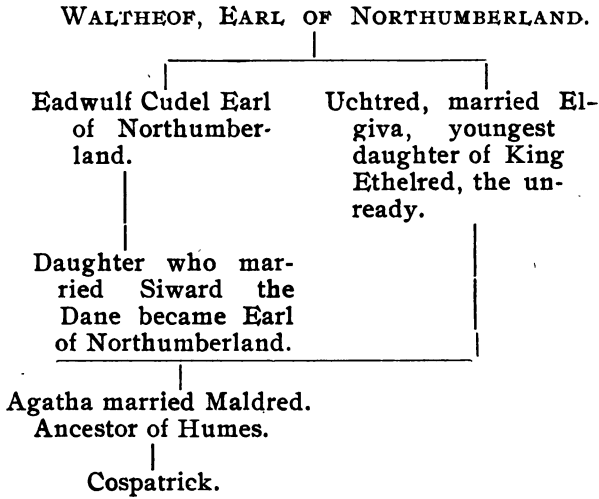 WALTHEOF, EARL OF NORTHUMBERLAND.
Eadwulf Cudel Earl
of Northumber-
land.
Uchtred, married El-
giva, youngest
daughter of King
Ethelred, the un-
ready.
Daughter who mar-
ried Siward the
Dane became Earl
of Northumberland.
Agatha married Maldred.
Ancestor of Humes.
Cospatrick.